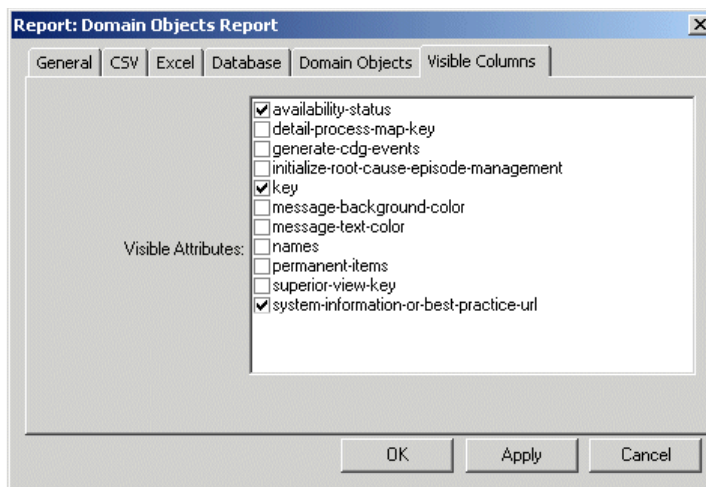 Report: Domain Objects Report
General CSV Excel Database Domain Objects Visible Columns
availability-status
detail-process-map-key
generate-cdg-events
initialize-root-cause-episode-management
key
message-background-color
message-text-color
Visible Attributes: names
permanent-items
superior-view-key
system-information-or-best-practice-url
OK Apply Cancel